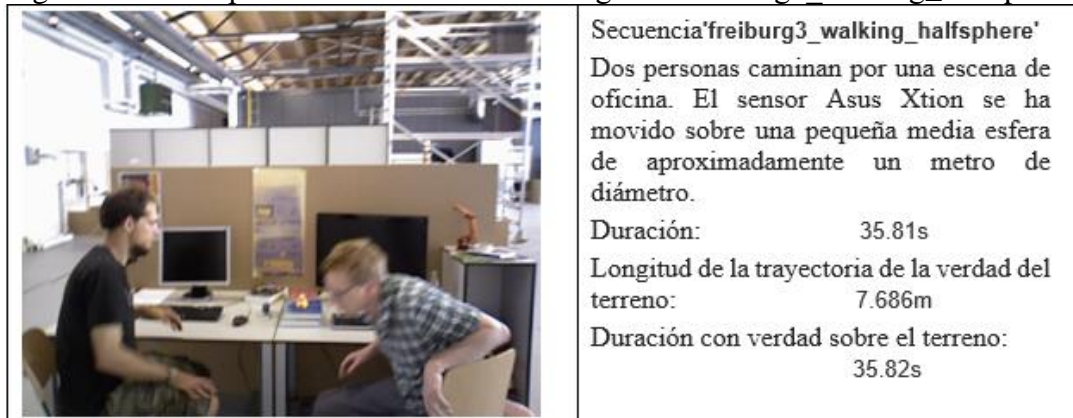 Secuencia'freiburg3_walking_halfsphere'
Dos personas caminan por una escena de
oficina. El sensor Asus Xtion se ha
movido sobre una pequeña media esfera
de aproximadamente un metro de
diámetro.
Duración: 35.81s
Longitud de la trayectoria de la verdad del
terreno: 7.686m
Duración con verdad sobre el terreno:
35.82s